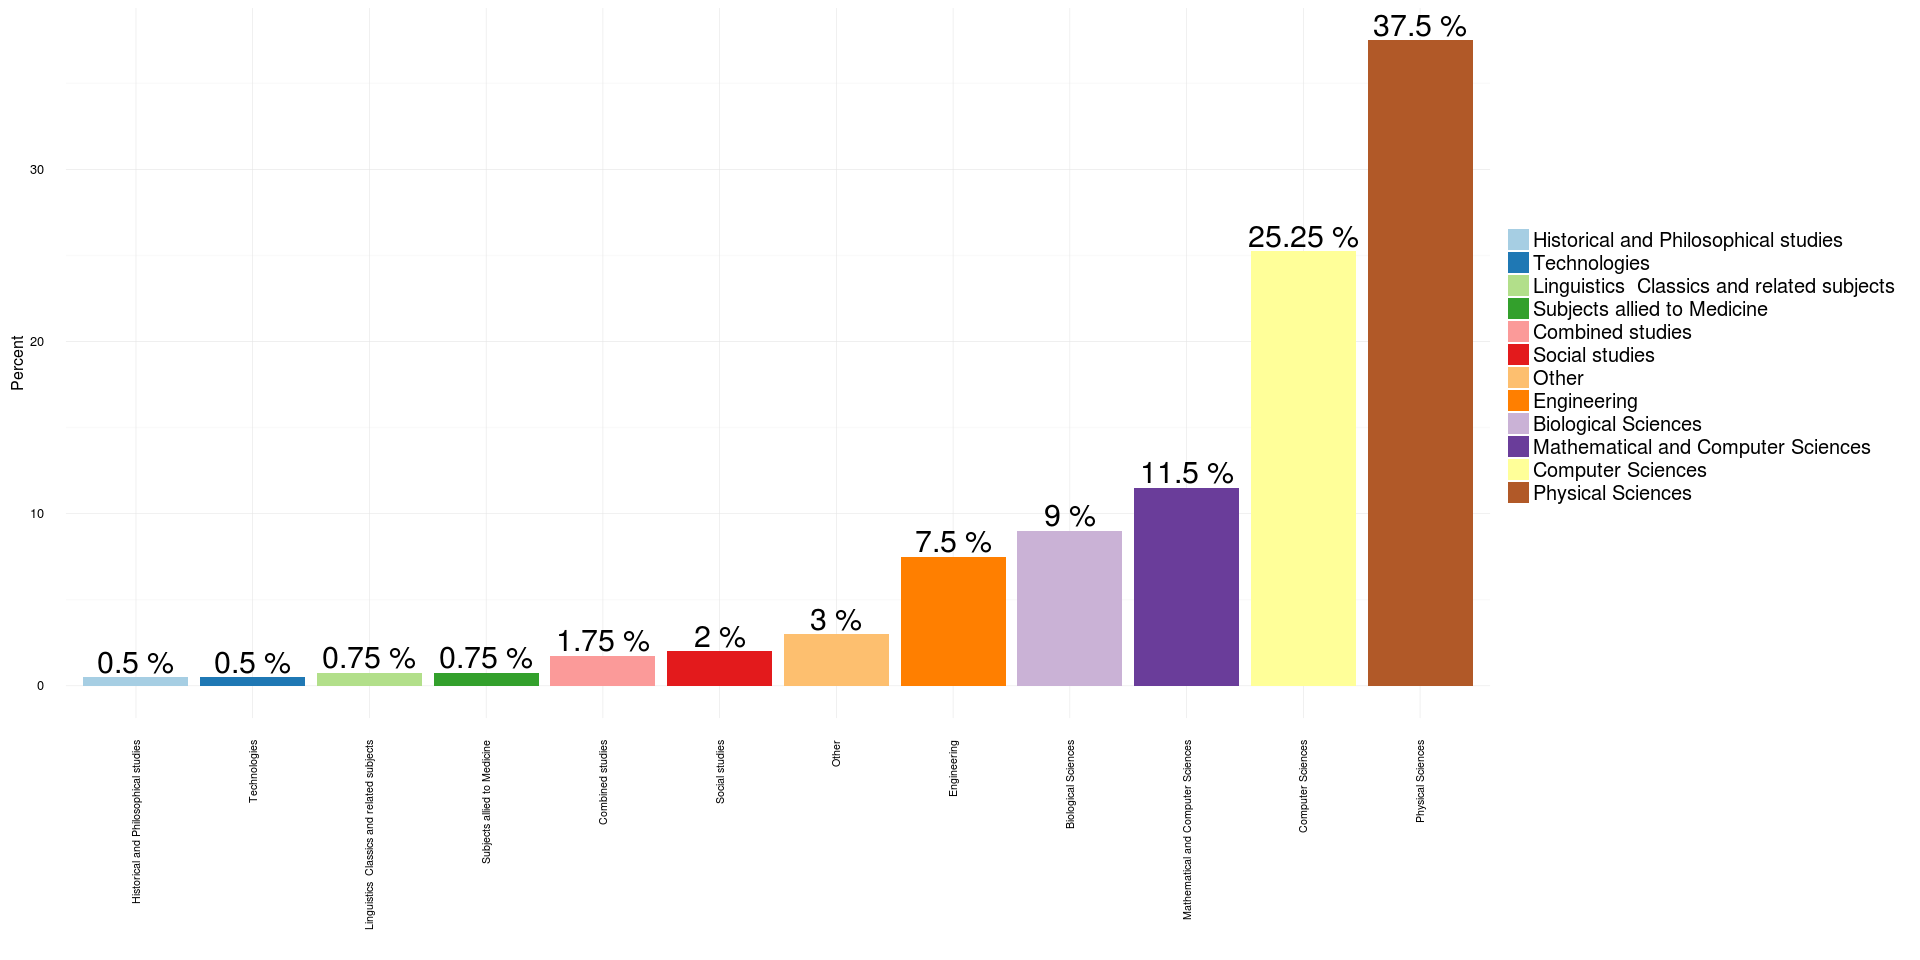 37.5 %
25.25 %
11.5 %
9 %
7.5 %
3 %
2 %
1.75 %
0.75 %
0.75 %
0.5 %
0.5 %
Percent
30
20
10
0
Historical and Philosophical studies
Technologies
Linguistics  Classics and related subjects
Subjects allied to Medicine
Combined studies
Social studies
Other
Engineering
Biological Sciences
Mathematical and Computer Sciences
Computer Sciences
Physical Sciences
Historical and Philosophical studies
Technologies
Linguistics  Classics and related subjects
Subjects allied to Medicine
Combined studies
Social studies
Other
Engineering
Biological Sciences
Mathematical and Computer Sciences
Computer Sciences
Physical Sciences